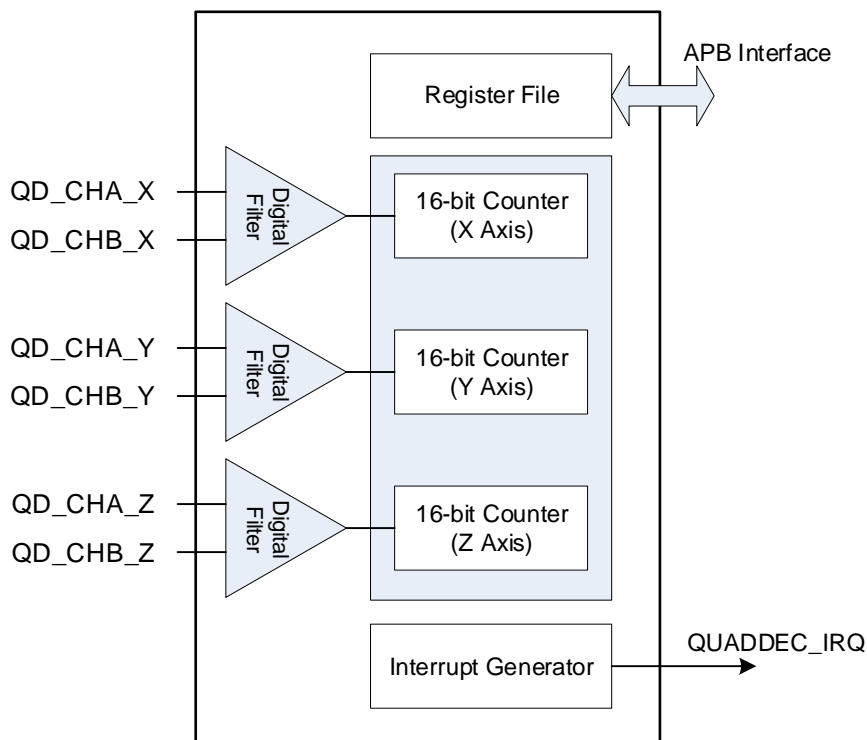 APB Interface
Register File
QD_CHA_X
QD_CHB_X
Digital
Filter
16-bit Counter
(X Axis)
QD_CHA_Y
QD_CHB_Y
Digital
Filter
16-bit Counter
(Y Axis)
QD_CHA_Z
QD_CHB_Z
Digital
Filter
16-bit Counter
(Z Axis)
Interrupt Generator
QUADDEC_IRQ